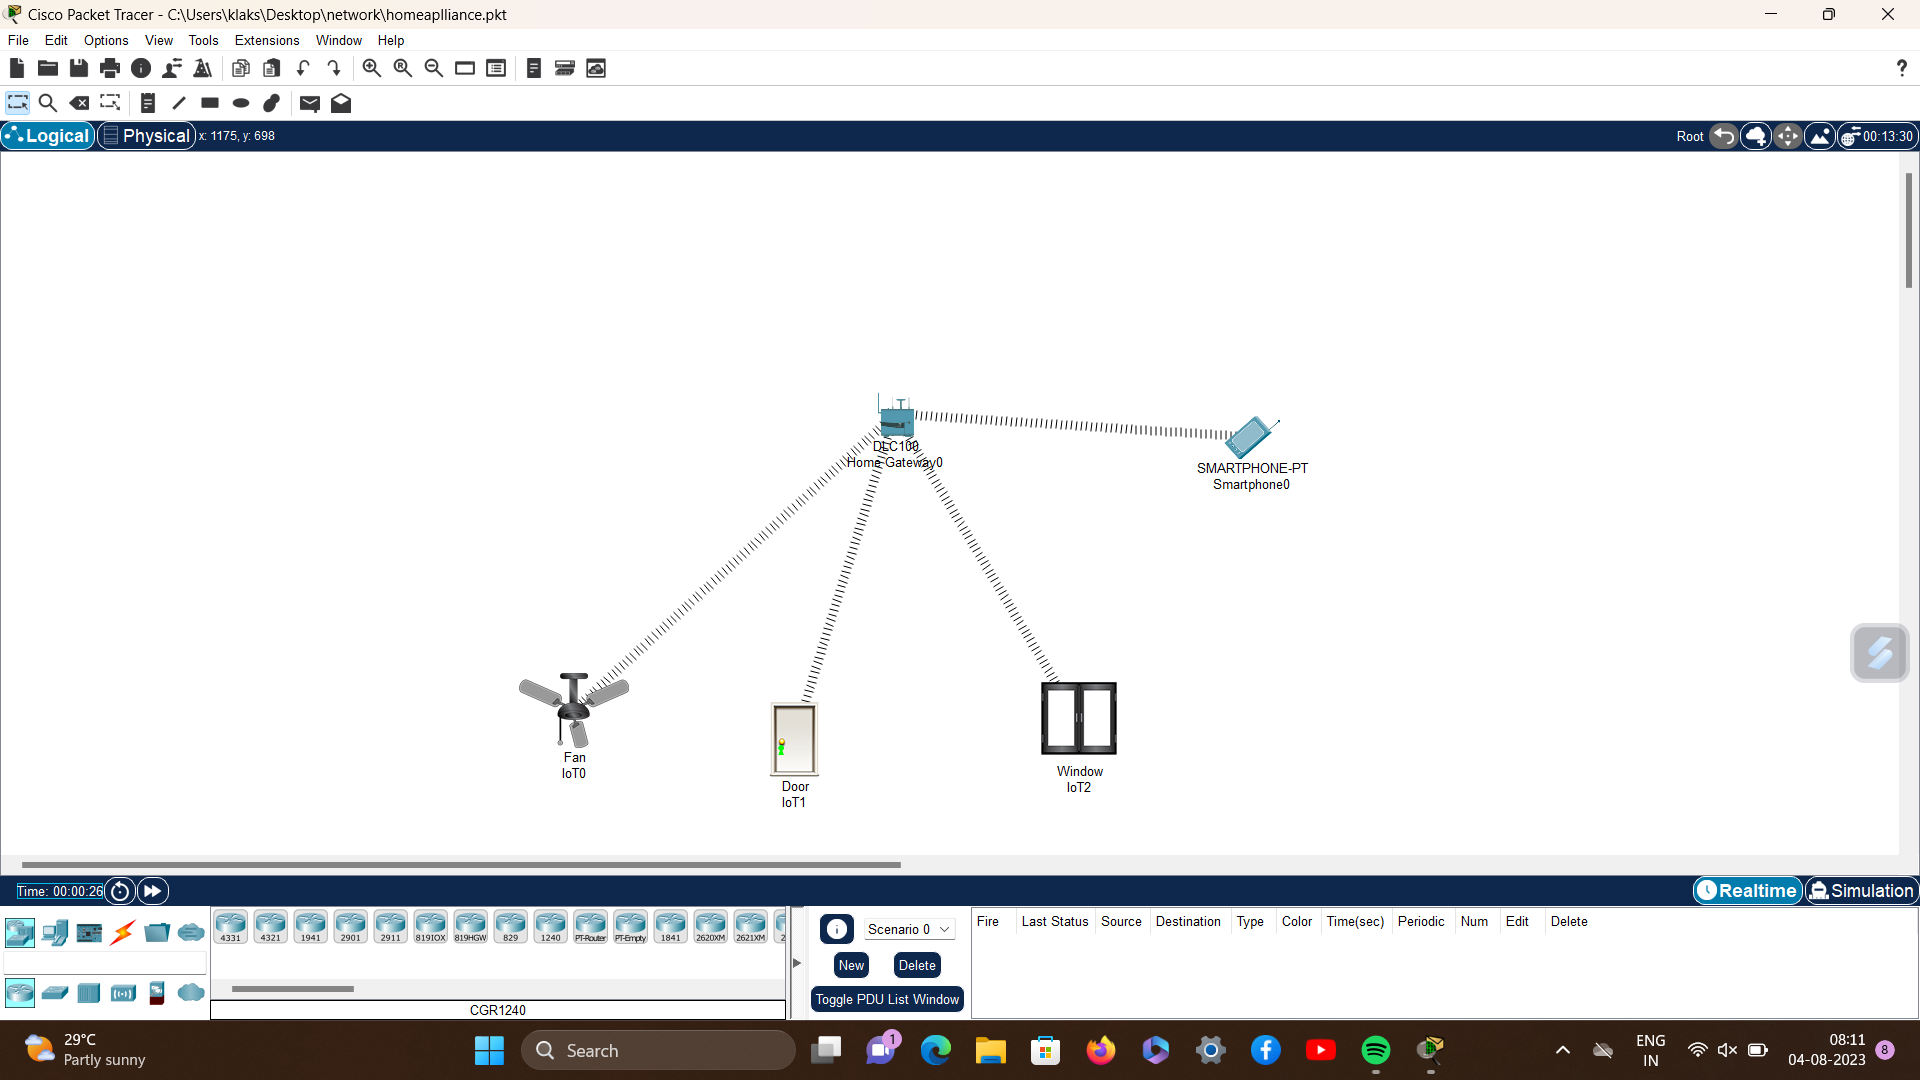 Cisco Packet Tracer - C:\Users\klaks\Desktop\network\homeaplliance.pkt
File Edit Options View Tools Extensions Window Help
?
Logical Physical x: 1175, y: 698 Root 00:13:30
DLC100
Home Gateway0
SMARTPHONE-PT
Smartphone0
Fan
IoT0
Door
IoT1
Window
IoT2
Time: 00:00:26 Realtime Simulation
4331 4321 1941 2901 2911 819IOX 819HGW 829 1240 PT-Router PT-Empty 1841 2620XM 2621XM 2
CGR1240
Scenario 0
New Delete
Toggle PDU List Window
Fire Last Status Source Destination Type Color Time(sec) Periodic Num Edit Delete
29°C
Partly sunny
Search
1
ENG
IN
08:11
04-08-2023
8